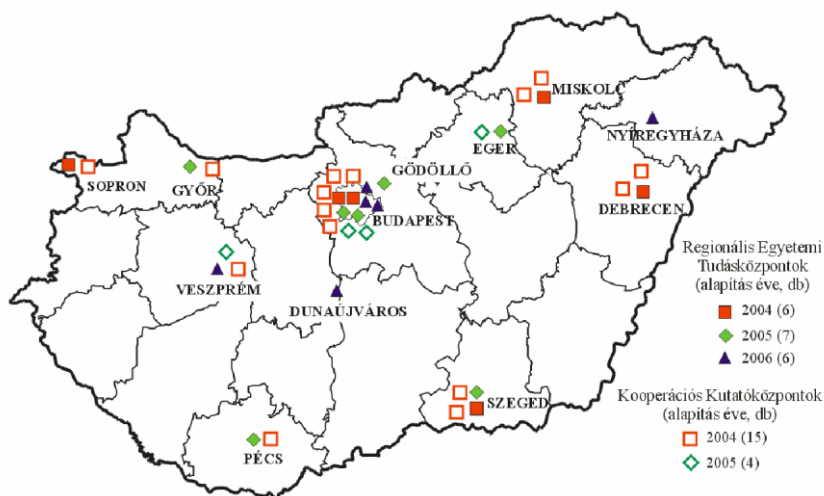 MISKOLC
NYÍREGYHÁZA
EGER
GÖDÖLLŐ
SOPRON
GYŐR
BUDAPEST
DEBRECEN
VESZPRÉM
DUNAÚJVÁROS
SZEGED
PÉCS
Regionális Egyetemi
Tudásközpontok
(alapítás éve, db)
2004 (6)
2005 (7)
2006 (6)
Kooperációs Kutatóközpontok
(alapítás éve, db)
2004 (15)
2005 (4)